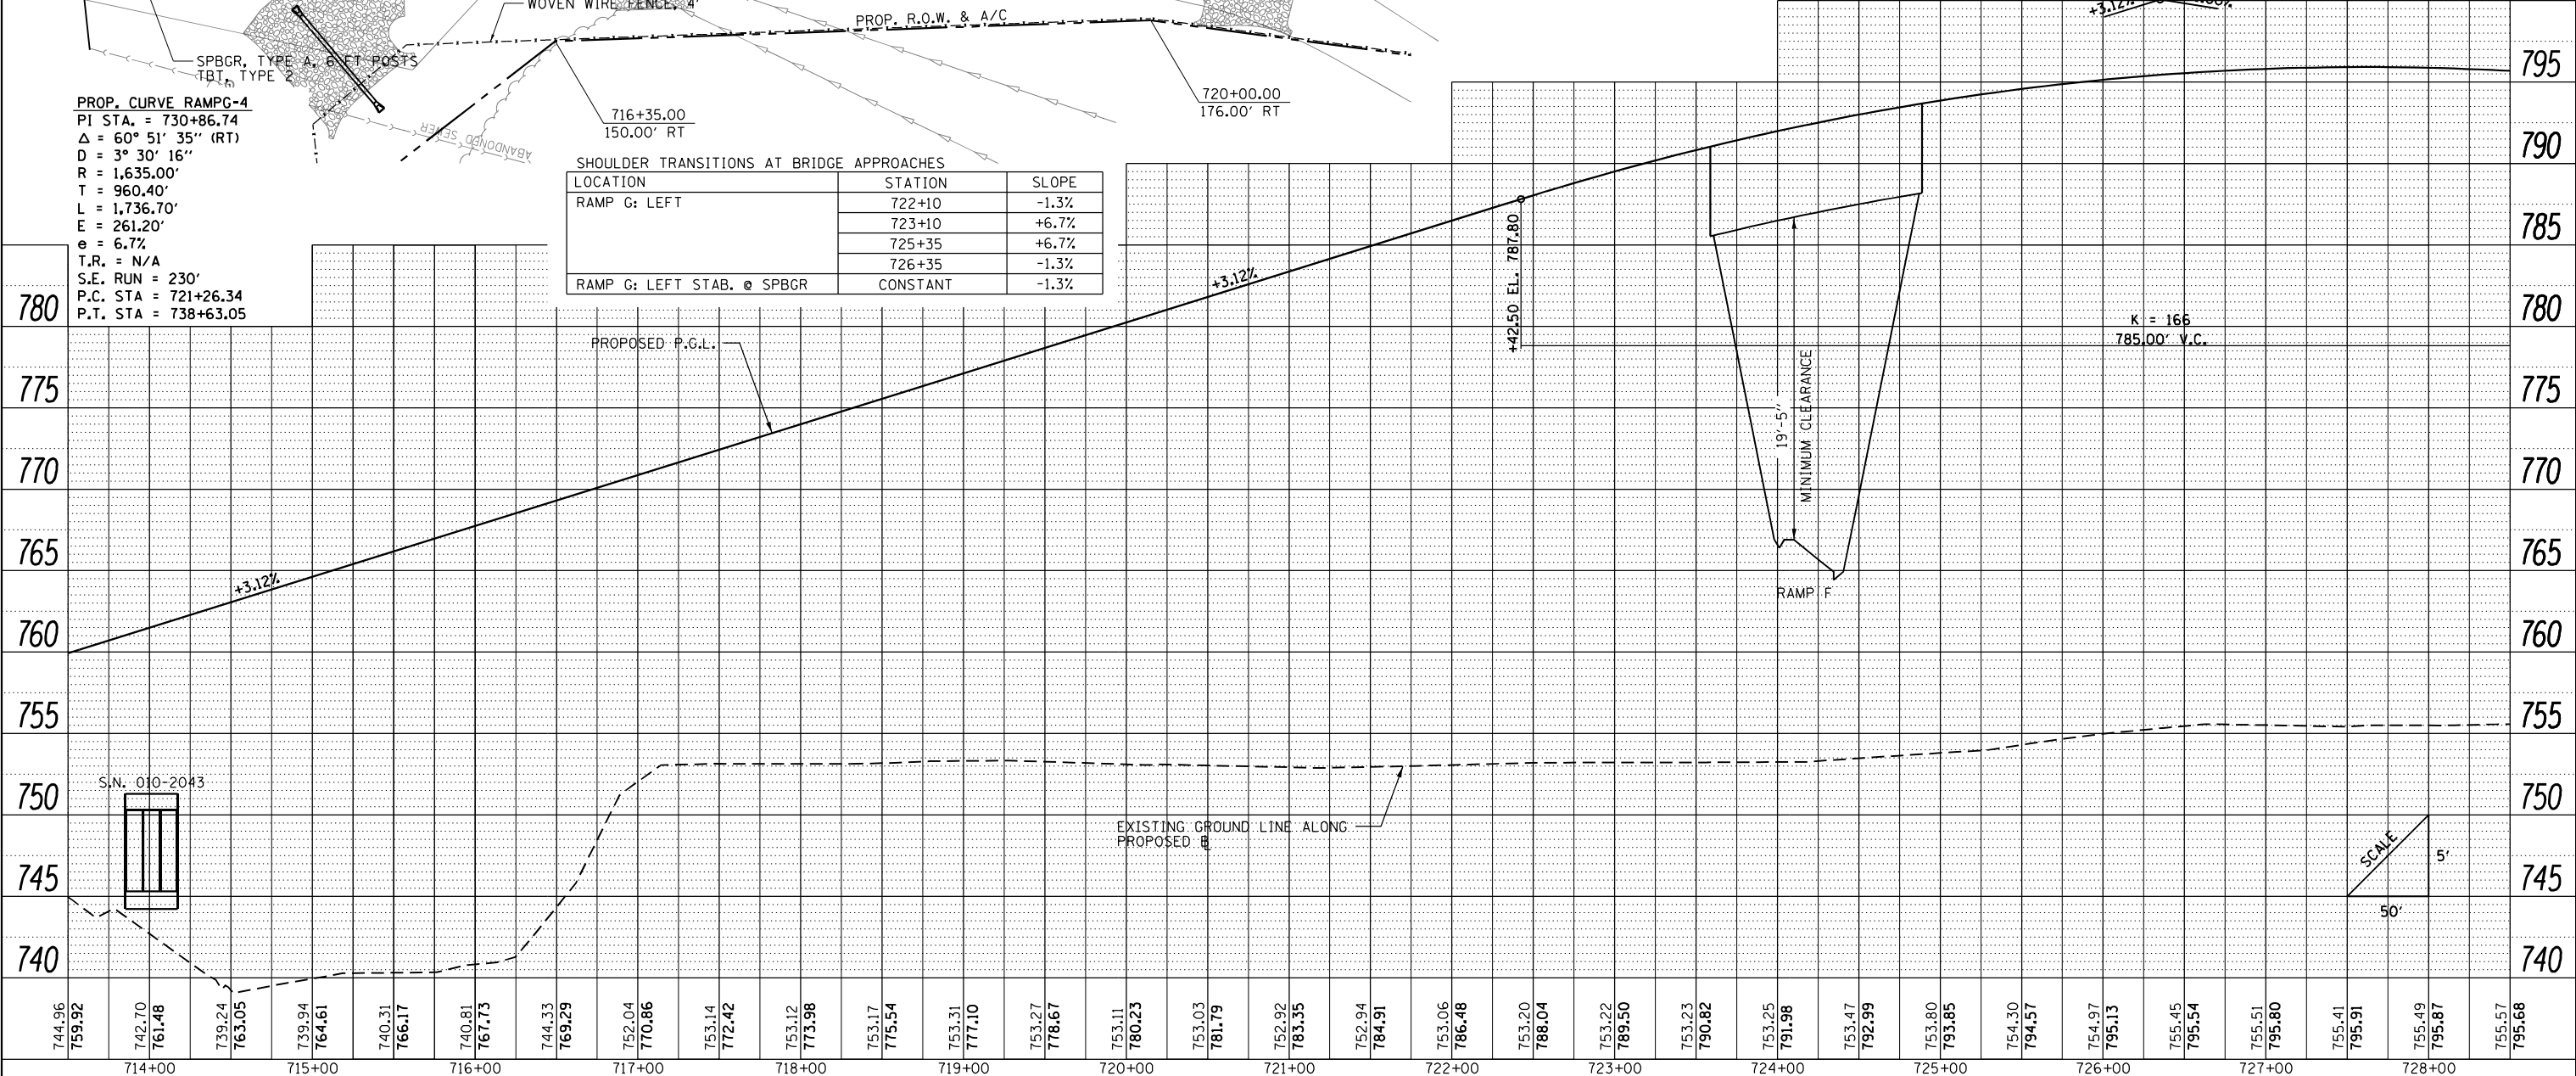 WOVEN WIRE FENCE, 4'
PROP. R.O.W. & A/C
+3.12%
SPBGR, TYPE A, 6 FT POSTS
TBT, TYPE 2
ABANDONED SEWER
716+35.00
150.00' RT
720+00.00
176.00' RT
PROP. CURVE RAMPG-4
PI STA. = 730+86.74
Δ = 60° 51' 35" (RT)
D = 3° 30' 16"
R = 1,635.00'
T = 960.40'
L = 1,736.70'
E = 261.20'
e = 6.7%
T.R. = N/A
S.E. RUN = 230'
P.C. STA = 721+26.34
P.T. STA = 738+63.05
SHOULDER TRANSITIONS AT BRIDGE APPROACHES
LOCATION STATION SLOPE
RAMP G: LEFT 722+10 -1.3%
723+10 +6.7%
725+35 +6.7%
726+35 -1.3%
RAMP G: LEFT STAB. @ SPBGR CONSTANT -1.3%
795
790
785
780 780
775 775
770 770
765 765
760 760
755 755
750 750
745 745
740 740
PROPOSED P.G.L.
+3.12%
+3.12%
+42.50 EL. 787.80
19'-5"
MINIMUM CLEARANCE
RAMP F
K = 166
785.00' V.C.
S.N. 010-2043
EXISTING GROUND LINE ALONG
PROPOSED ℄
SCALE
5'
50'
744.96 742.70 739.24 739.94 740.31 740.81 744.33 752.04 753.14 753.12 753.17 753.31 753.27 753.11 753.03 752.92 752.94 753.06 753.20 753.22 753.23 753.25 753.47 753.80 754.30 754.97 755.45 755.51 755.41 755.49 755.57
759.92 761.48 763.05 764.61 766.17 767.73 769.29 770.86 772.42 773.98 775.54 777.10 778.67 780.23 781.79 783.35 784.91 786.48 788.04 789.50 790.82 791.98 792.99 793.85 794.57 795.13 795.54 795.80 795.91 795.87 795.68
714+00 715+00 716+00 717+00 718+00 719+00 720+00 721+00 722+00 723+00 724+00 725+00 726+00 727+00 728+00